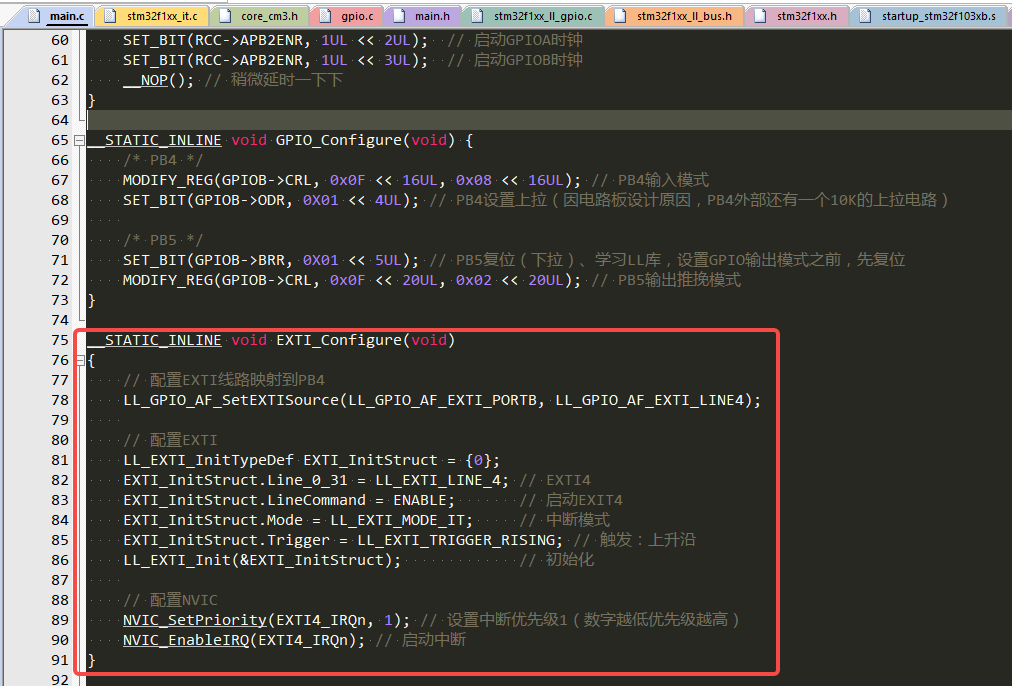 main.c stm32f1xx_it.c core_cm3.h gpio.c main.h stm32f1xx_ll_gpio.c stm32f1xx_ll_bus.h stm32f1xx.h startup_stm32f103xb.s
60 SET_BIT(RCC->APB2ENR, 1UL << 2UL); // 启动GPIOA时钟
61 SET_BIT(RCC->APB2ENR, 1UL << 3UL); // 启动GPIOB时钟
62 __NOP(); // 稍微延时一下下
63 }
64
65 __STATIC_INLINE void GPIO_Configure(void) {
66 /* PB4 */
67 MODIFY_REG(GPIOB->CRL, 0x0F << 16UL, 0x08 << 16UL); // PB4输入模式
68 SET_BIT(GPIOB->ODR, 0X01 << 4UL); // PB4设置上拉（因电路板设计原因，PB4外部还有一个10K的上拉电路）
69
70 /* PB5 */
71 SET_BIT(GPIOB->BRR, 0X01 << 5UL); // PB5复位（下拉）、学习LL库，设置GPIO输出模式之前，先复位
72 MODIFY_REG(GPIOB->CRL, 0x0F << 20UL, 0x02 << 20UL); // PB5输出推挽模式
73 }
74
75 __STATIC_INLINE void EXTI_Configure(void)
76 {
77 // 配置EXTI线路映射到PB4
78 LL_GPIO_AF_SetEXTISource(LL_GPIO_AF_EXTI_PORTB, LL_GPIO_AF_EXTI_LINE4);
79
80 // 配置EXTI
81 LL_EXTI_InitTypeDef EXTI_InitStruct = {0};
82 EXTI_InitStruct.Line_0_31 = LL_EXTI_LINE_4; // EXTI4
83 EXTI_InitStruct.LineCommand = ENABLE; // 启动EXIT4
84 EXTI_InitStruct.Mode = LL_EXTI_MODE_IT; // 中断模式
85 EXTI_InitStruct.Trigger = LL_EXTI_TRIGGER_RISING; // 触发：上升沿
86 LL_EXTI_Init(&EXTI_InitStruct); // 初始化
87
88 // 配置NVIC
89 NVIC_SetPriority(EXTI4_IRQn, 1); // 设置中断优先级1（数字越低优先级越高）
90 NVIC_EnableIRQ(EXTI4_IRQn); // 启动中断
91 }
92